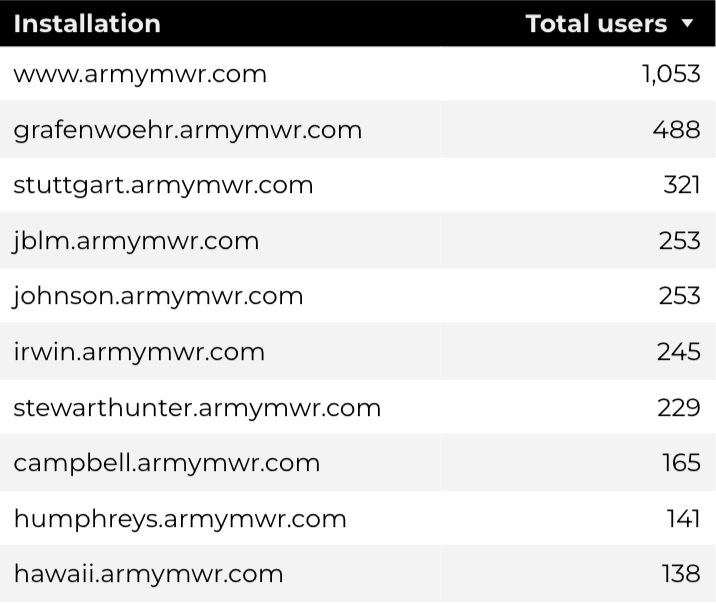 Installation Total users ▼
www.armymwr.com 1,053
grafenwoehr.armymwr.com 488
stuttgart.armymwr.com 321
jblm.armymwr.com 253
johnson.armymwr.com 253
irwin.armymwr.com 245
stewarthunter.armymwr.com 229
campbell.armymwr.com 165
humphreys.armymwr.com 141
hawaii.armymwr.com 138